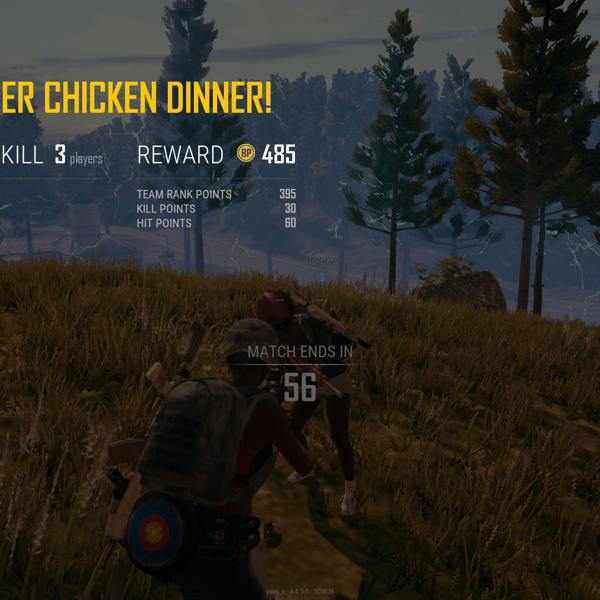 ER CHICKEN DINNER!
KILL 3 players REWARD BP 485
TEAM RANK POINTS 395
KILL POINTS 30
HIT POINTS 60
MATCH ENDS IN
56